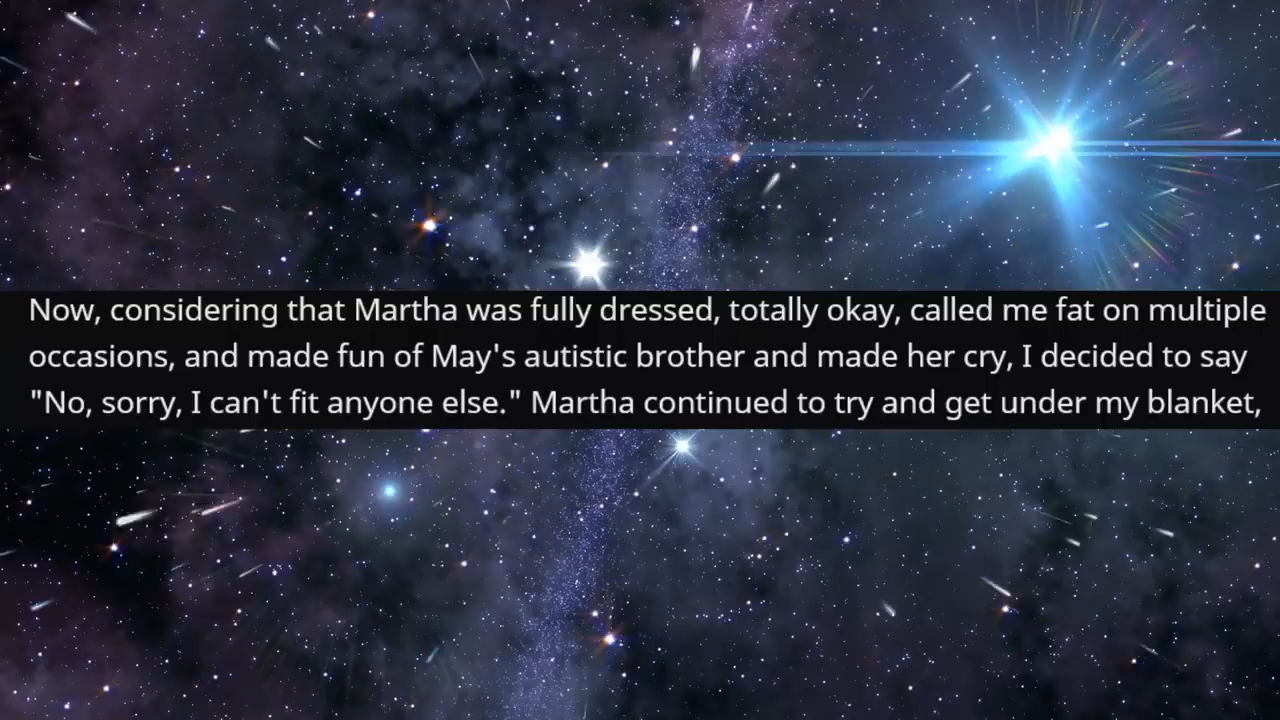 Now, considering that Martha was fully dressed, totally okay, called me fat on multiple
occasions, and made fun of May's autistic brother and made her cry, I decided to say
"No, sorry, I can't fit anyone else." Martha continued to try and get under my blanket,